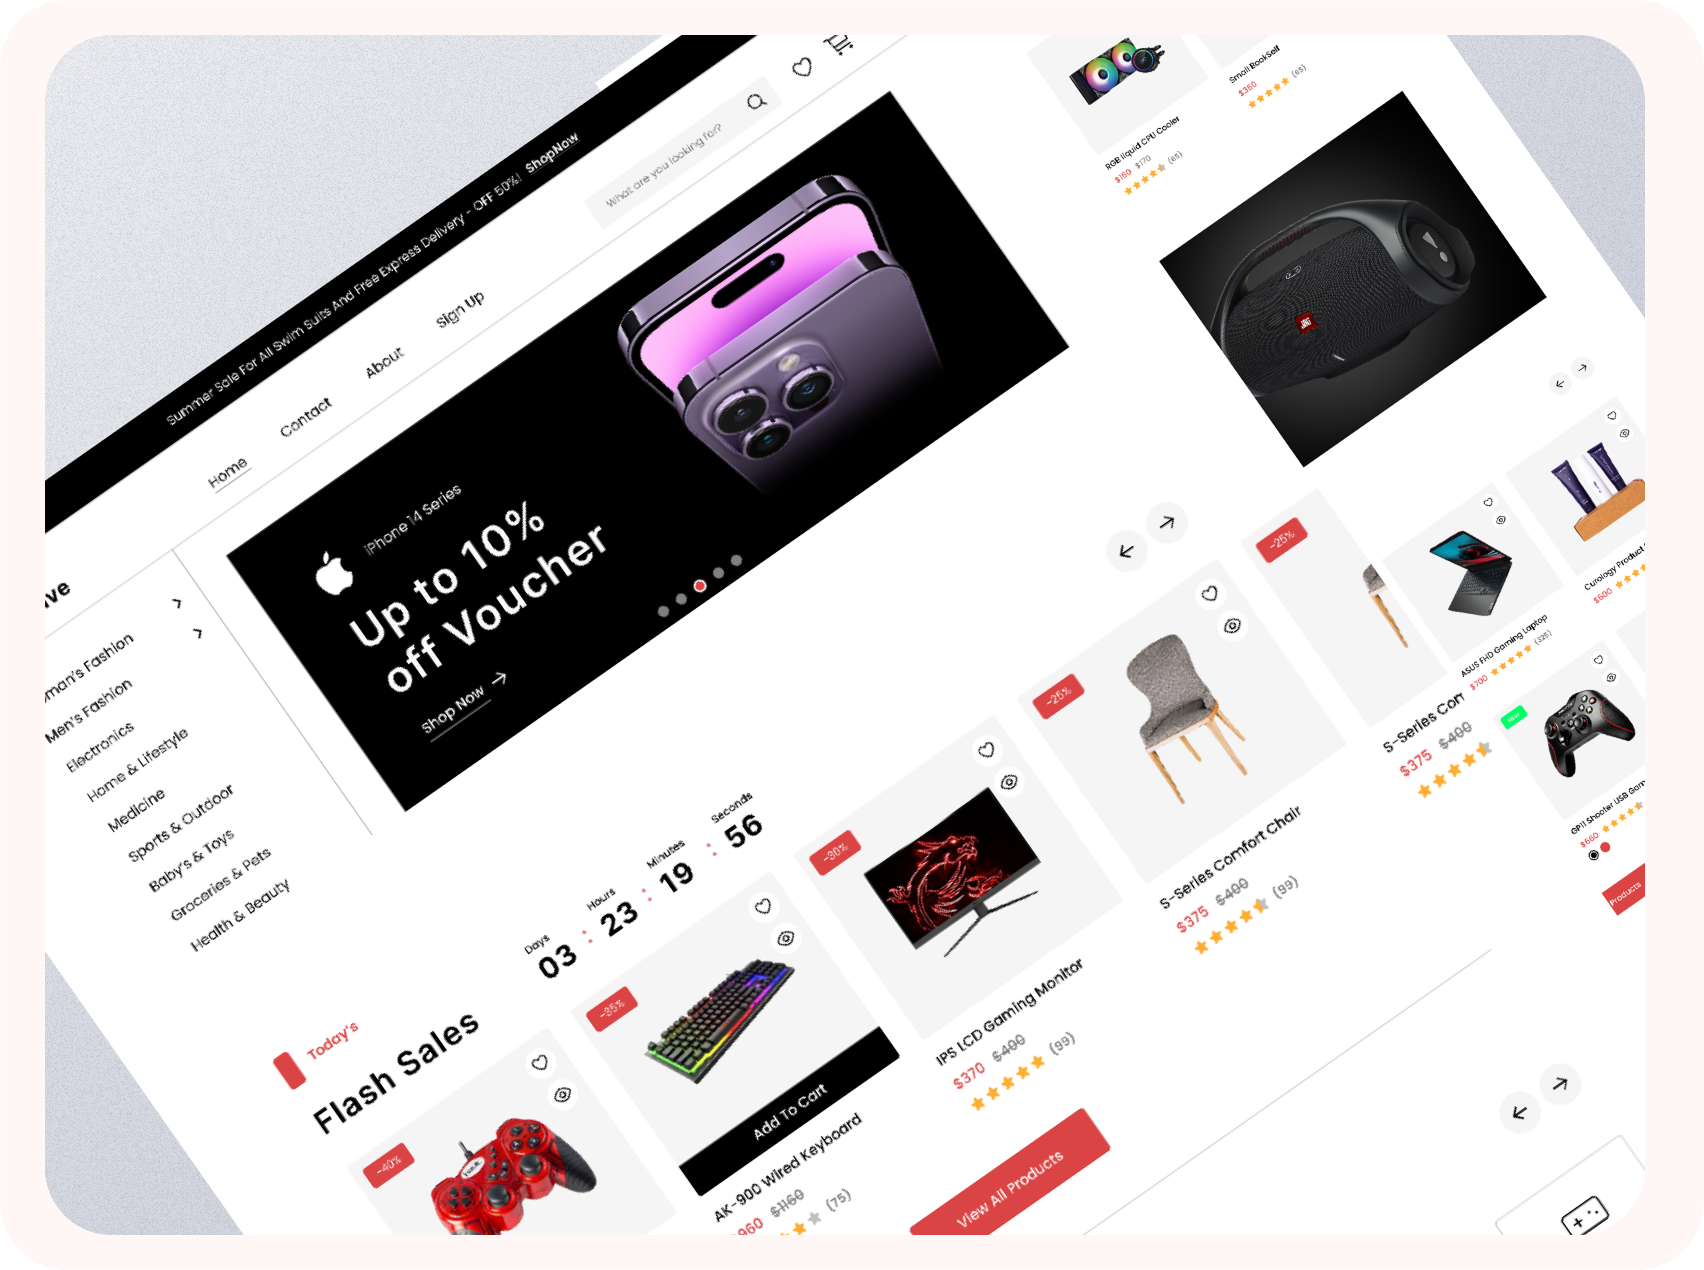 Summer Sale For All Swim Suits And Free Express Delivery - OFF 50%! ShopNow
Home
Contact
About
Sign Up
What are you looking for?
ive
man's Fashion
Men's Fashion
Electronics
Home & Lifestyle
Medicine
Sports & Outdoor
Baby's & Toys
Groceries & Pets
Health & Beauty
iPhone 14 Series
Up to 10%
off Voucher
Shop Now
Today's
Flash Sales
Days
03
:
Hours
23
:
Minutes
19
:
Seconds
56
-40%
-35%
Add To Cart
AK-900 Wired Keyboard
960 $1160
(75)
-30%
IPS LCD Gaming Monitor
$370 $400
(99)
-25%
S-Series Comfort Chair
$375 $400
(99)
-25%
S-Series Com
$375 $400
View All Products
RGB liquid CPU Cooler
$160 $170
(65)
Small BookSelf
$360
(65)
JBL
ASUS FHD Gaming Laptop
$700
(325)
Curology Product
$500
NEW
GP11 Shooter USB Gam
$660
Products